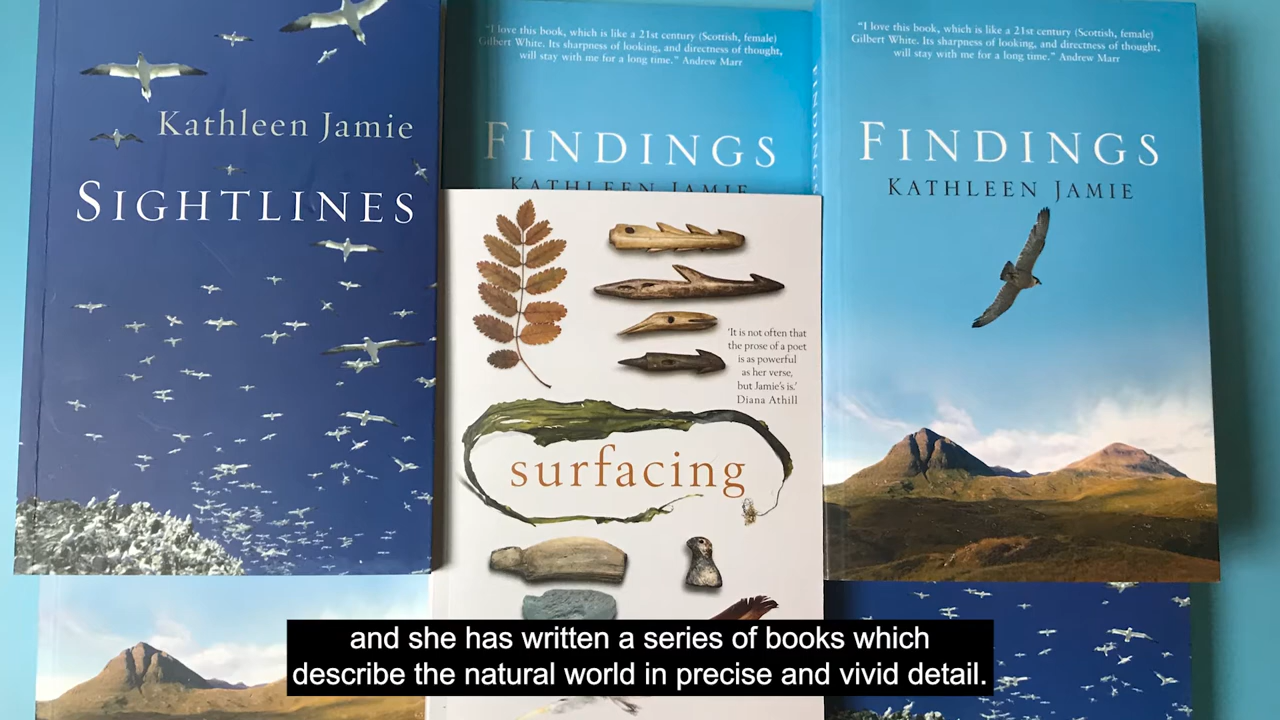 Kathleen Jamie
SIGHTLINES
“I love this book, which is like a 21st century (Scottish, female)
Gilbert White. Its sharpness of looking, and directness of thought,
will stay with me for a long time.” Andrew Marr
FINDINGS
KATHLEEN JAMIE
FINDINGS
“I love this book, which is like a 21st century (Scottish, female)
Gilbert White. Its sharpness of looking, and directness of thought,
will stay with me for a long time.” Andrew Marr
FINDINGS
KATHLEEN JAMIE
‘It is not often that
the prose of a poet
is as powerful
as her verse,
but Jamie’s is.’
Diana Athill
surfacing
and she has written a series of books which
describe the natural world in precise and vivid detail.